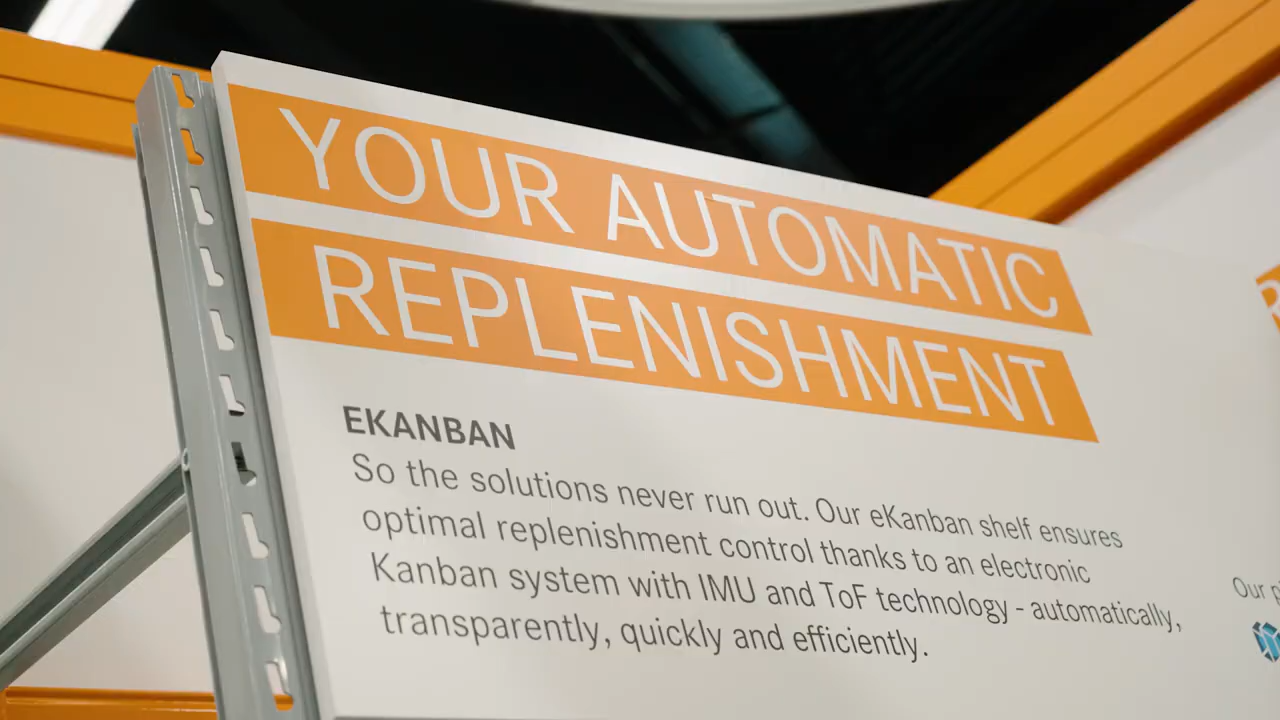 YOUR AUTOMATIC
REPLENISHMENT
EKANBAN
So the solutions never run out. Our eKanban shelf ensures
optimal replenishment control thanks to an electronic
Kanban system with IMU and ToF technology - automatically,
transparently, quickly and efficiently.
Our